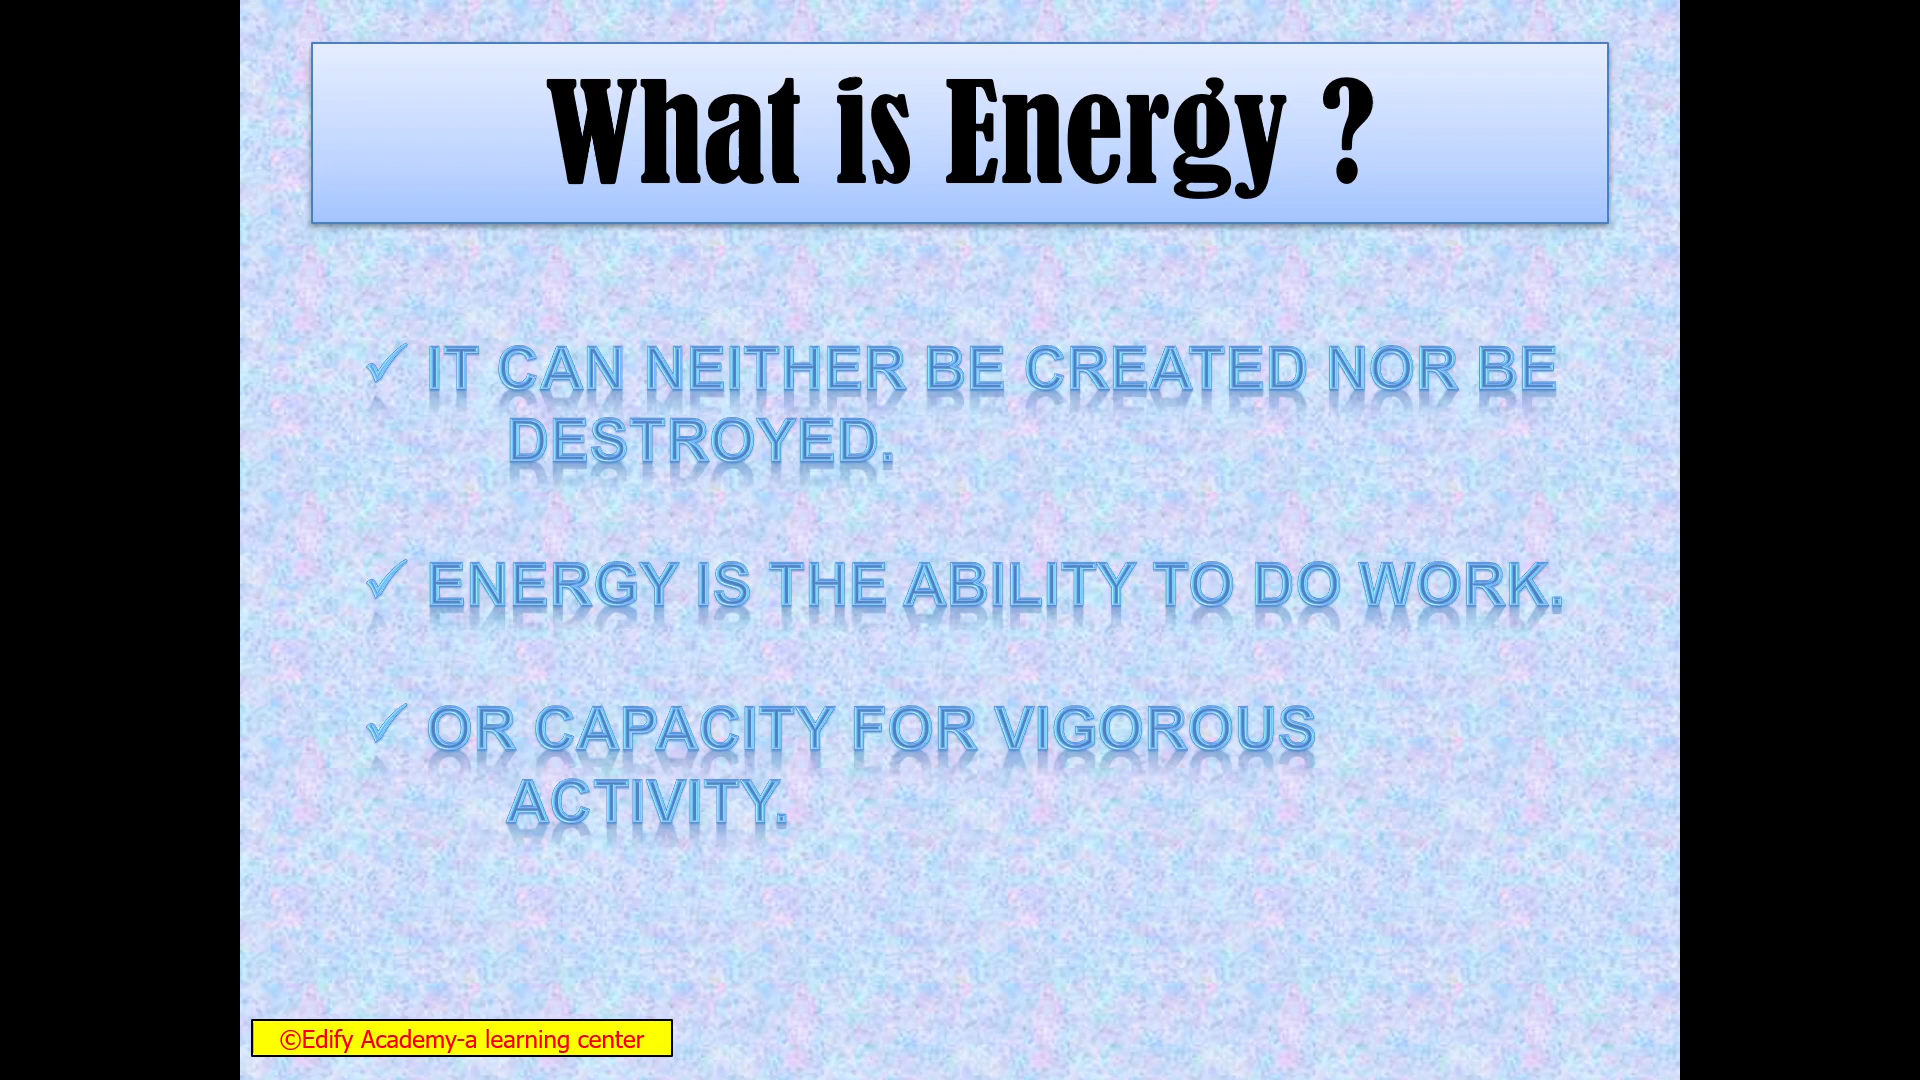 What is Energy ?
✓ IT CAN NEITHER BE CREATED NOR BE
DESTROYED.
✓ ENERGY IS THE ABILITY TO DO WORK.
✓ OR CAPACITY FOR VIGOROUS
ACTIVITY.
©Edify Academy-a learning center